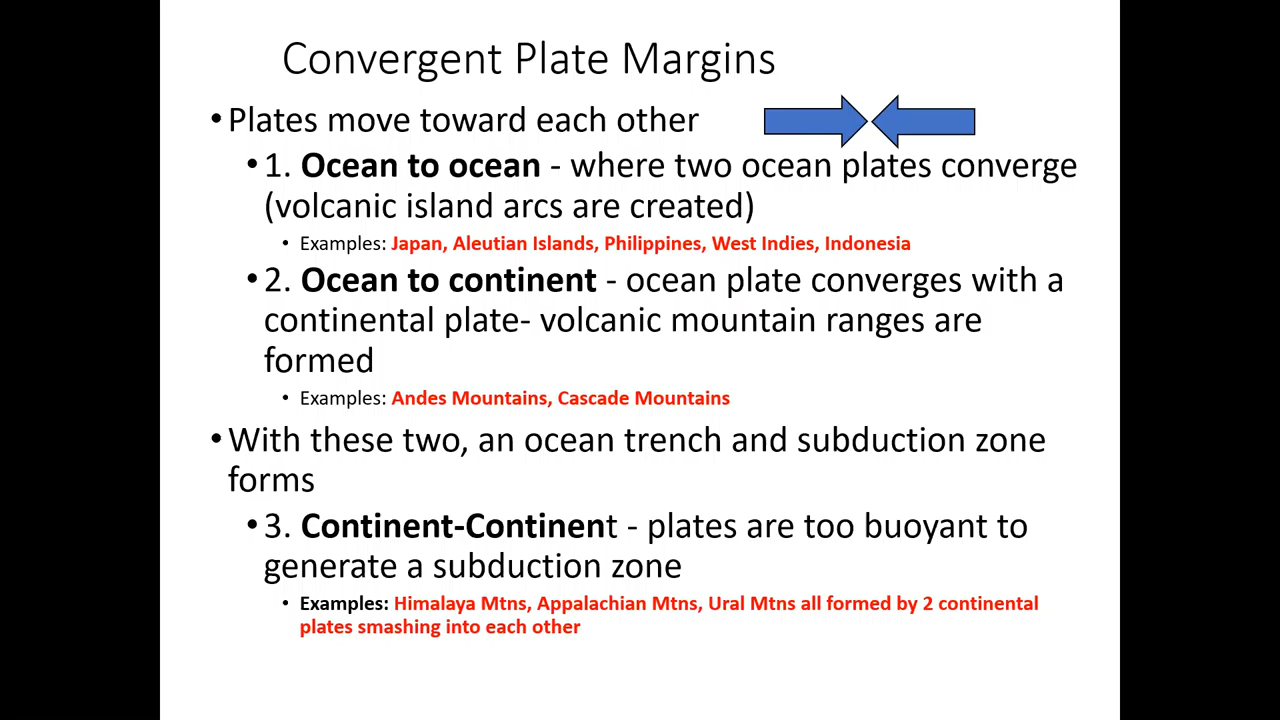 Convergent Plate Margins
•Plates move toward each other
•1. Ocean to ocean - where two ocean plates converge
(volcanic island arcs are created)
• Examples: Japan, Aleutian Islands, Philippines, West Indies, Indonesia
•2. Ocean to continent - ocean plate converges with a
continental plate- volcanic mountain ranges are
formed
• Examples: Andes Mountains, Cascade Mountains
•With these two, an ocean trench and subduction zone
forms
•3. Continent-Continent - plates are too buoyant to
generate a subduction zone
• Examples: Himalaya Mtns, Appalachian Mtns, Ural Mtns all formed by 2 continental
plates smashing into each other